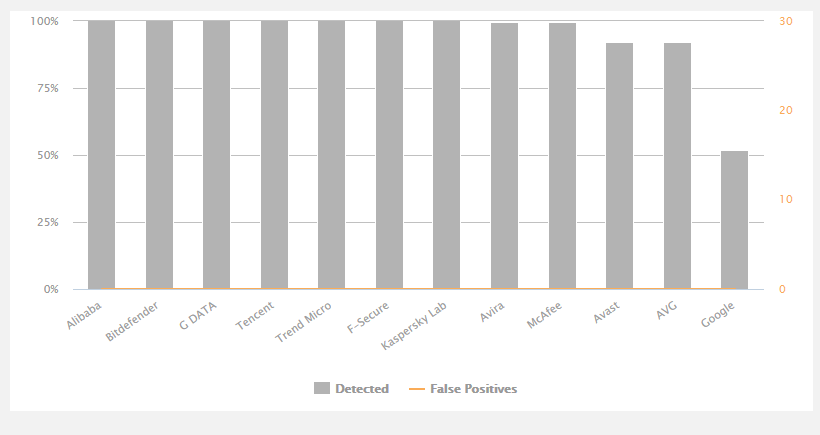 100%
75%
50%
25%
0%
30
20
10
0
Alibaba
Bitdefender
G DATA
Tencent
Trend Micro
F-Secure
Kaspersky Lab
Avira
McAfee
Avast
AVG
Google
Detected
False Positives